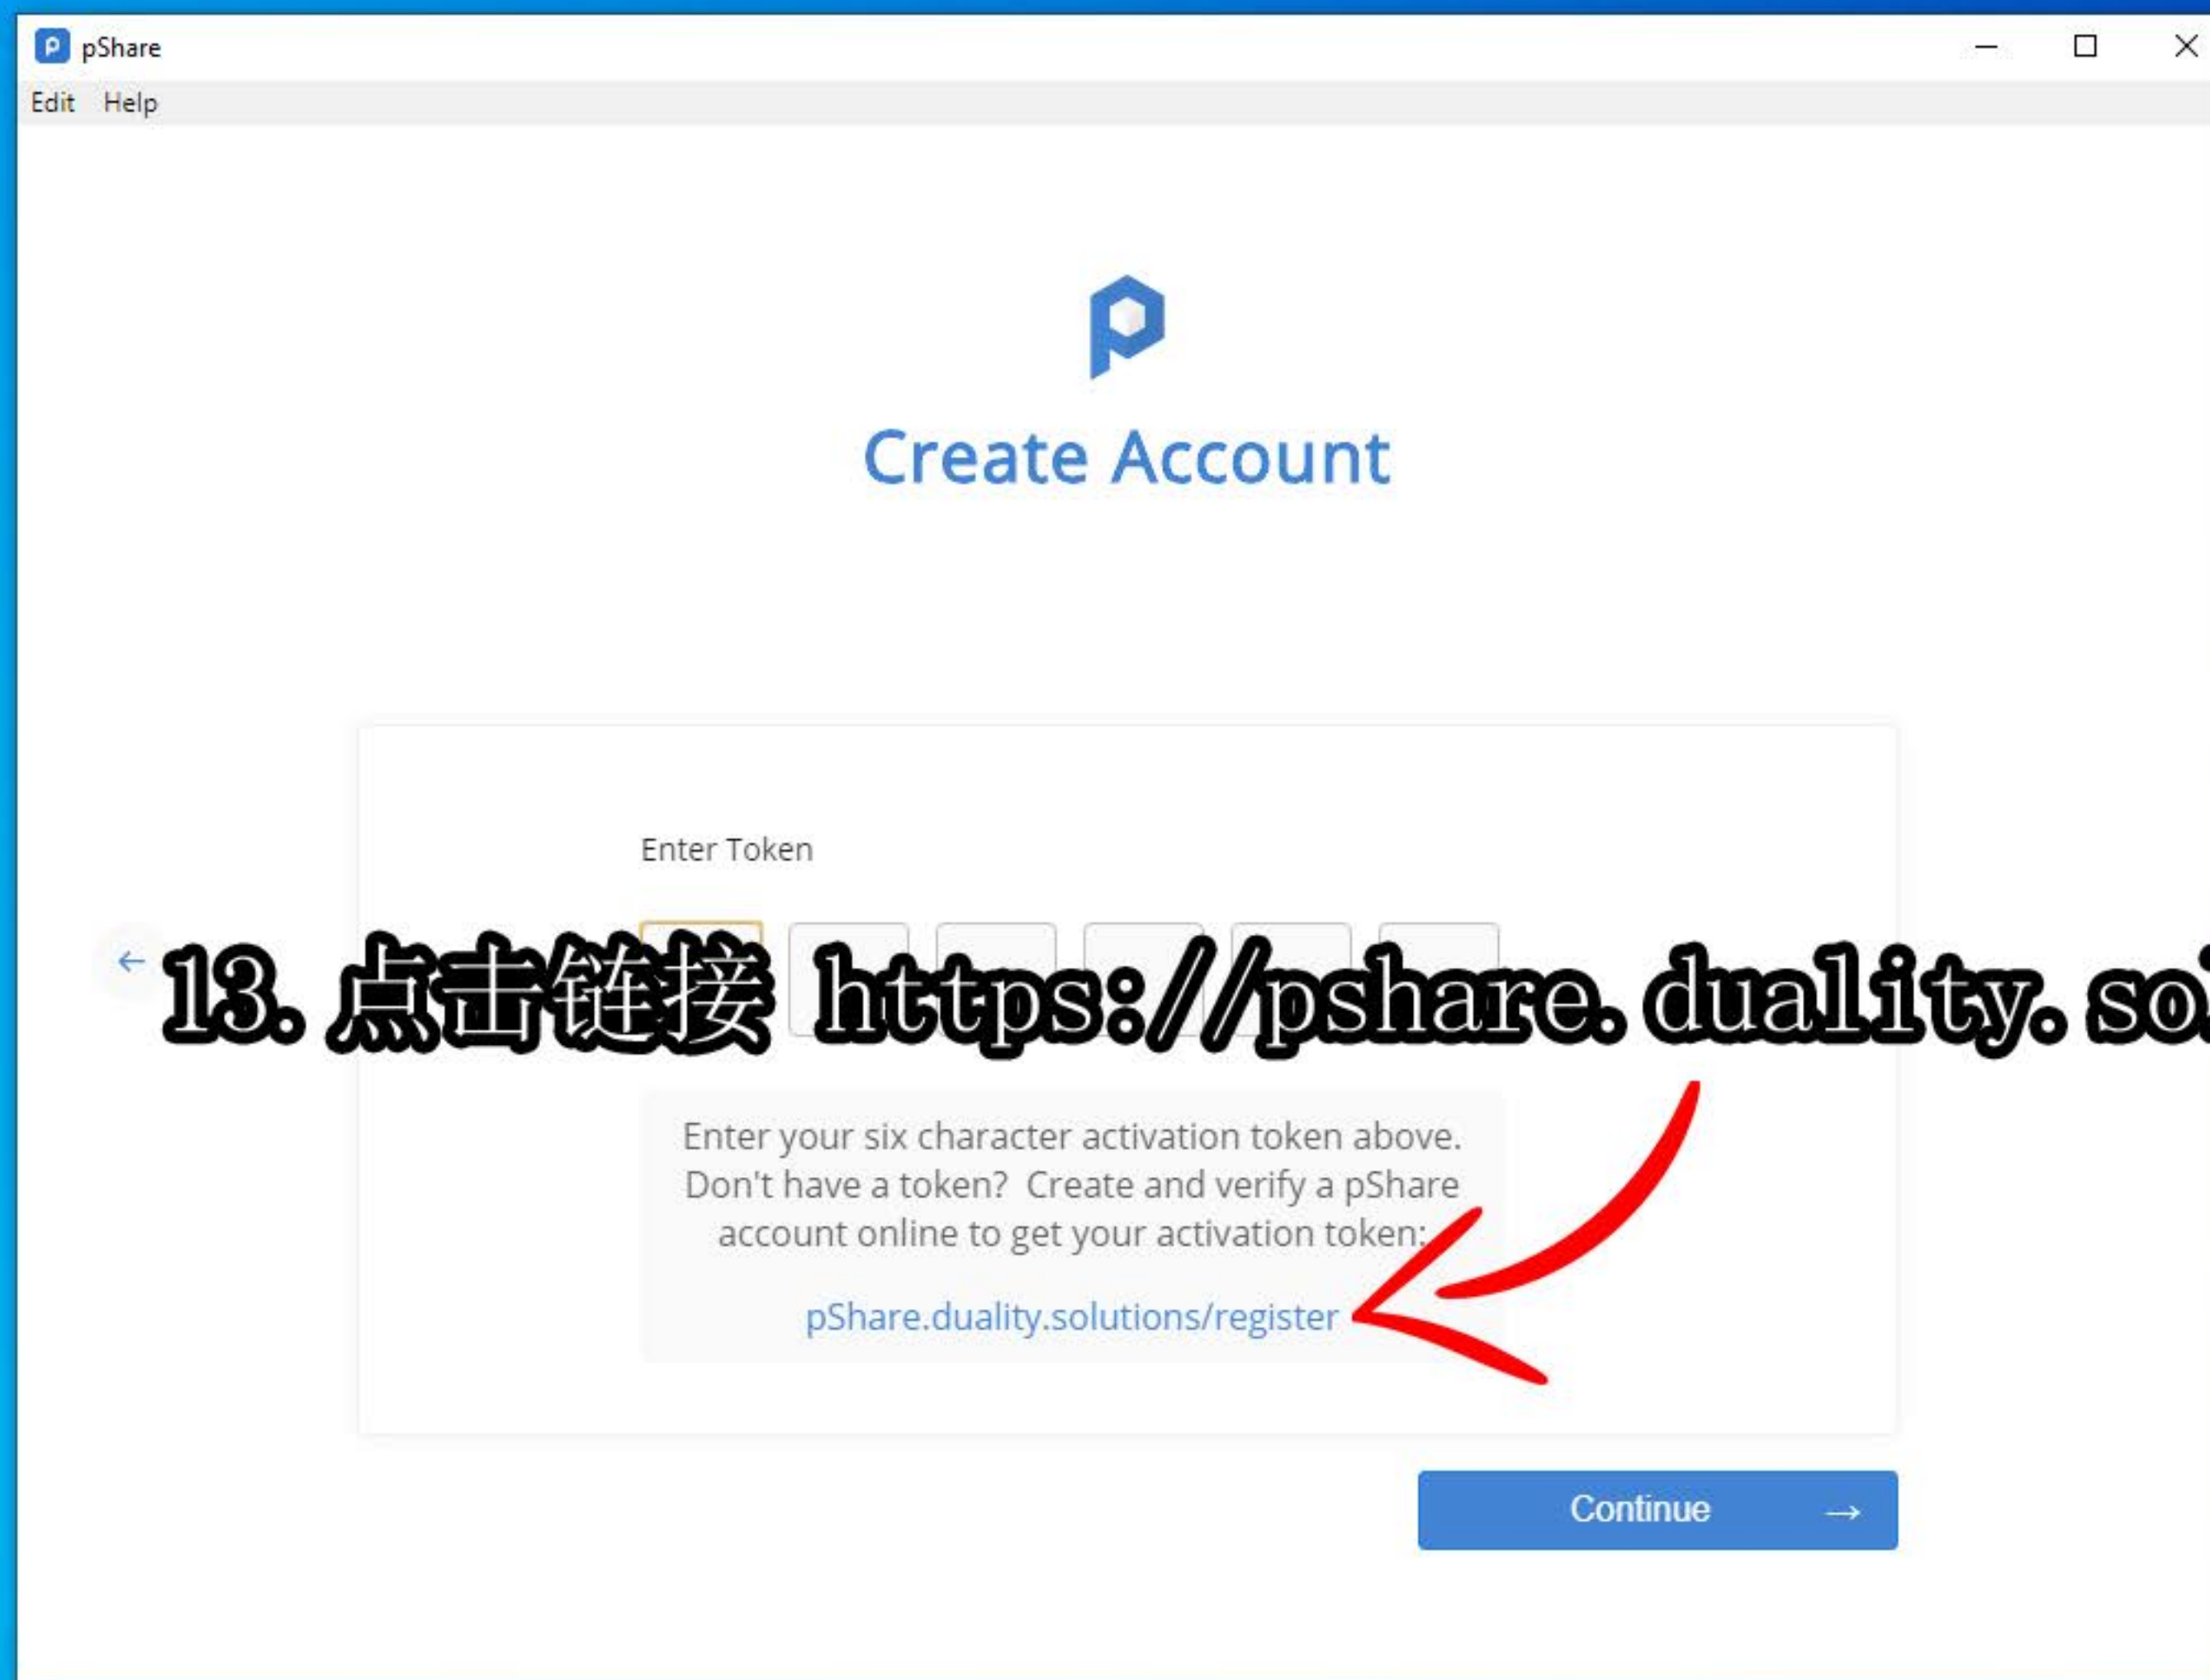 pShare
Edit Help
Create Account
Enter Token
13. 点击链接 https://pshare.duality.so
Enter your six character activation token above.
Don't have a token? Create and verify a pShare
account online to get your activation token:
pShare.duality.solutions/register
Continue →